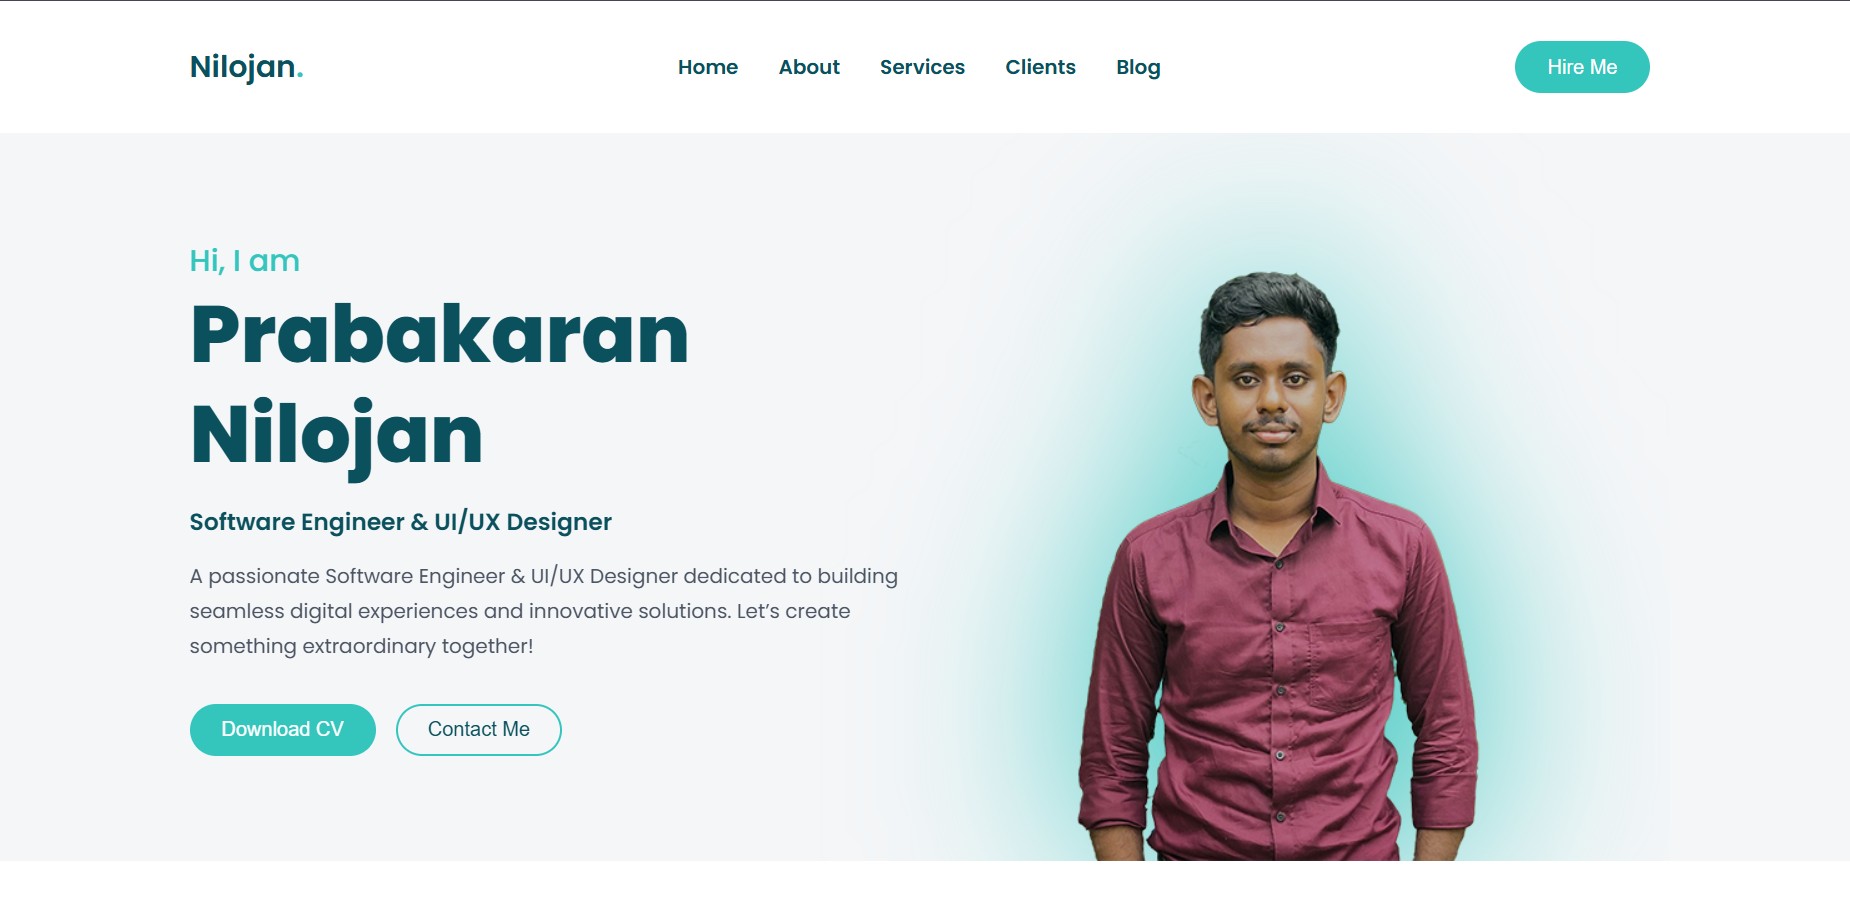 Nilojan.
Home About Services Clients Blog
Hire Me
Hi, I am
Prabakaran
Nilojan
Software Engineer & UI/UX Designer
A passionate Software Engineer & UI/UX Designer dedicated to building
seamless digital experiences and innovative solutions. Let’s create
something extraordinary together!
Download CV
Contact Me